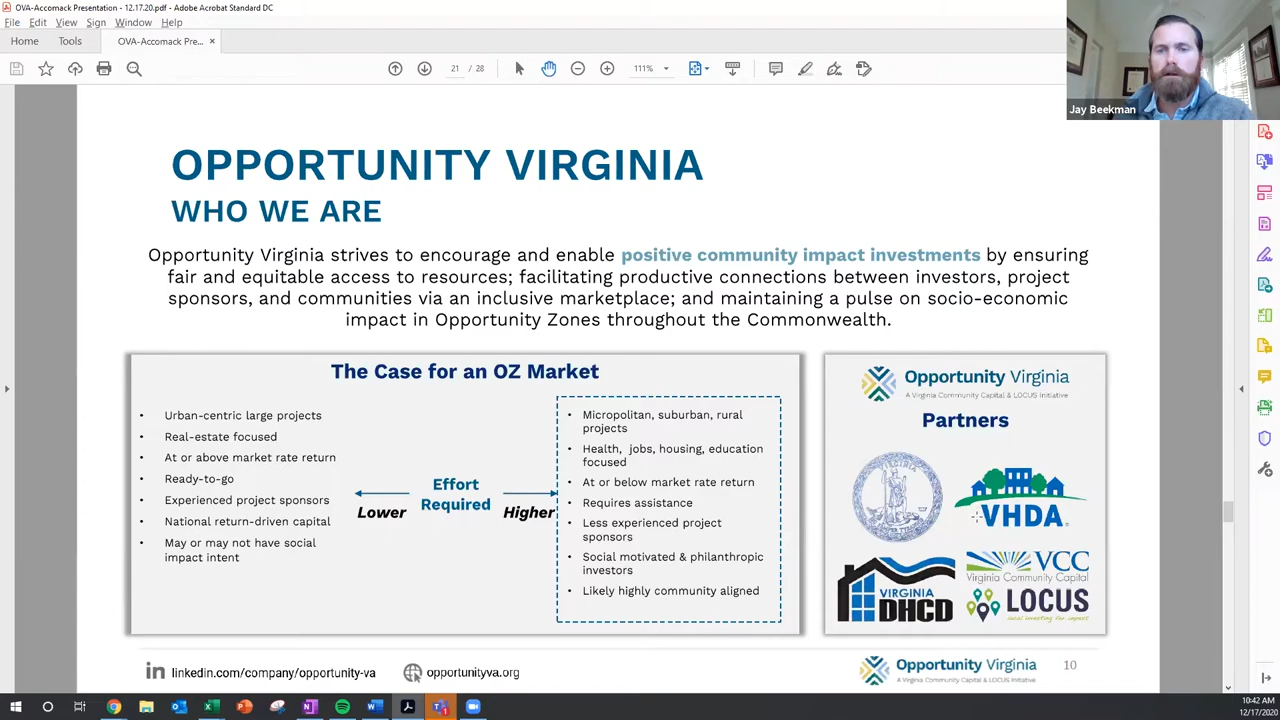 OVA-Accomack Presentation - 12.17.20.pdf - Adobe Acrobat Standard DC
File Edit View Sign Window Help
Home Tools OVA-Accomack Pre... ×
21 / 28 111%
Jay Beekman
OPPORTUNITY VIRGINIA
WHO WE ARE
Opportunity Virginia strives to encourage and enable positive community impact investments by ensuring
fair and equitable access to resources; facilitating productive connections between investors, project
sponsors, and communities via an inclusive marketplace; and maintaining a pulse on socio-economic
impact in Opportunity Zones throughout the Commonwealth.
The Case for an OZ Market
• Urban-centric large projects
• Real-estate focused
• At or above market rate return
• Ready-to-go
• Experienced project sponsors
• National return-driven capital
• May or may not have social
impact intent
Effort
Required
Lower
Higher
• Micropolitan, suburban, rural
projects
• Health, jobs, housing, education
focused
• At or below market rate return
• Requires assistance
• Less experienced project
sponsors
• Social motivated & philanthropic
investors
• Likely highly community aligned
Opportunity Virginia
A Virginia Community Capital & LOCUS Initiative
Partners
VIRGINIA
VHDA
VIRGINIA
DHCD
VCC
Virginia Community Capital
LOCUS
local investing for impact
linkedin.com/company/opportunity-va
opportunityva.org
Opportunity Virginia
A Virginia Community Capital & LOCUS Initiative
10
10:42 AM
12/17/2020